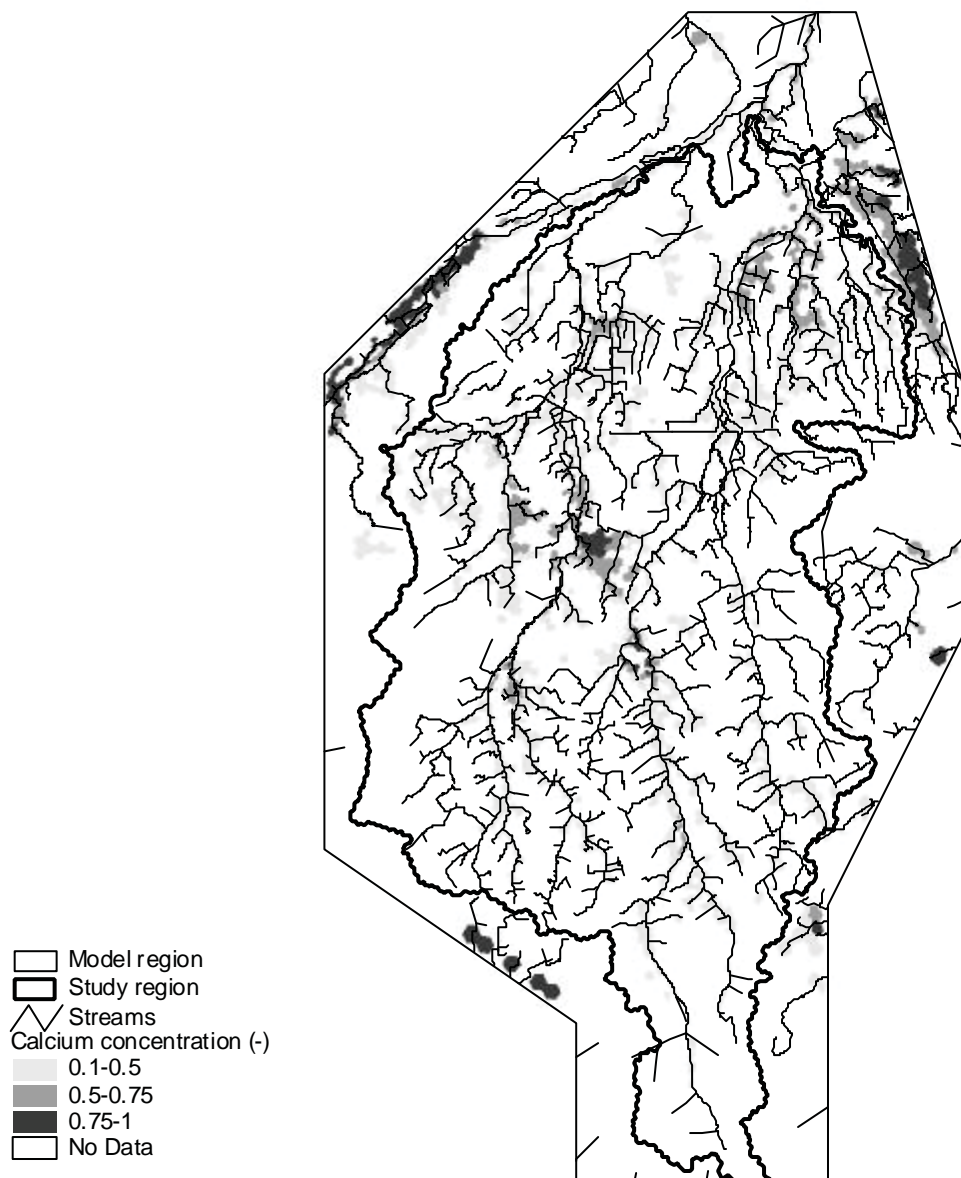 Model region
Study region
Streams
Calcium concentration (-)
0.1-0.5
0.5-0.75
0.75-1
No Data